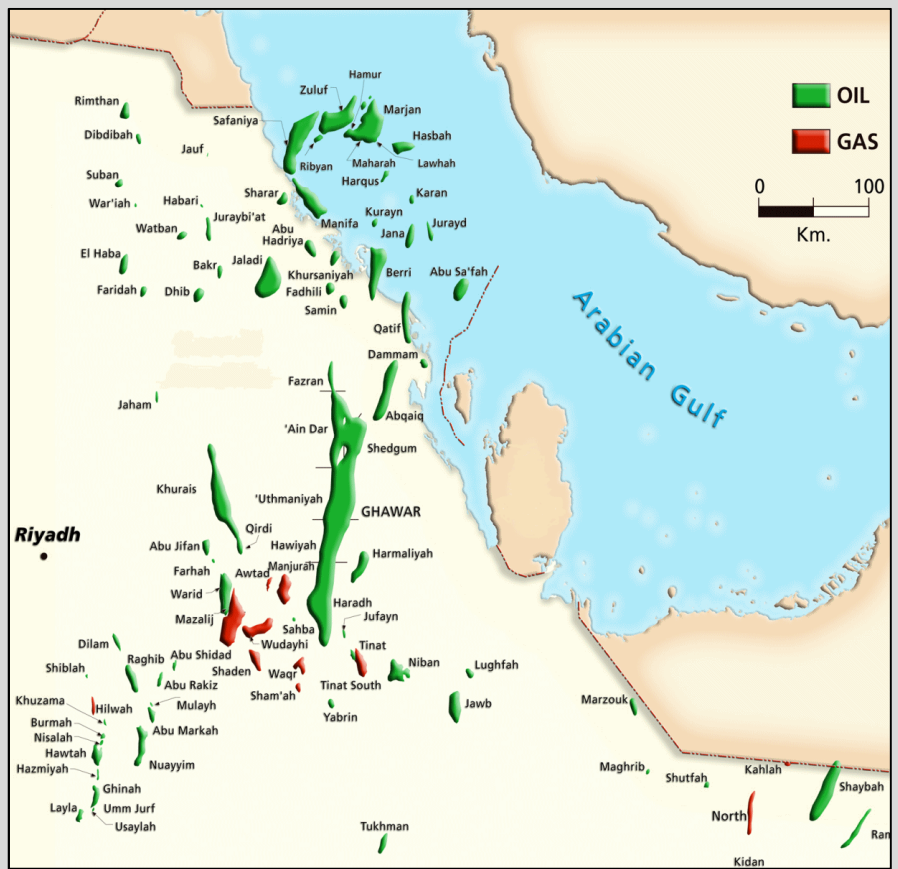 Hamur
Zuluf
OIL
Rimthan
Marjan
Safaniya
Dibdibah
Hasbah
GAS
Jauf
Ribyan
Maharah
Lawhah
Suban
Harqus
0
100
War'iah
Habari
Sharar
Karan
Juraybi'at
Kurayn
Km.
Watban
Abu
Hadriya
Manifa
Jana
Jurayd
El Haba
Bakr
Jaladi
Khursaniyah
Berri
Abu Sa'fah
Faridah
Dhib
Fadhili
Samin
Arabian Gulf
Qatif
Dammam
Fazran
Jaham
Abqaiq
'Ain Dar
Shedgum
Khurais
'Uthmaniyah
GHAWAR
Qirdi
Riyadh
Abu Jifan
Hawiyah
Harmaliyah
Farhah
Awtad
Manjurah
Warid
Haradh
Mazalij
Jufayn
Sahba
Dilam
Wudayhi
Tinat
Raghib
Abu Shidad
Shiblah
Shaden
Waqr
Niban
Lughfah
Abu Rakiz
Tinat South
Sham'ah
Khuzama
Hilwah
Mulayh
Yabrin
Jawb
Marzouk
Burmah
Abu Markah
Nisalah
Hawtah
Nuayyim
Hazmiyah
Maghrib
Shutfah
Kahlah
Ghinah
Shaybah
Layla
Umm Jurf
North
Usaylah
Tukhman
Ran
Kidan